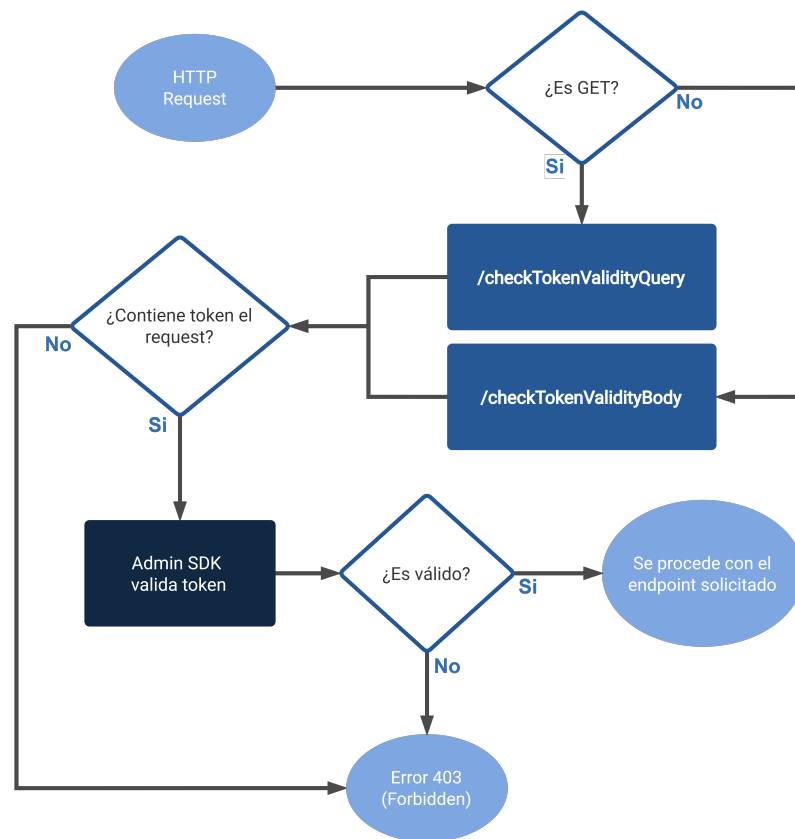 HTTP
Request
¿Es GET?
No
Si
/checkTokenValidityQuery
¿Contiene token el
request?
No
/checkTokenValidityBody
Si
Admin SDK
valida token
¿Es válido?
Si
Se procede con el
endpoint solicitado
No
Error 403
(Forbidden)